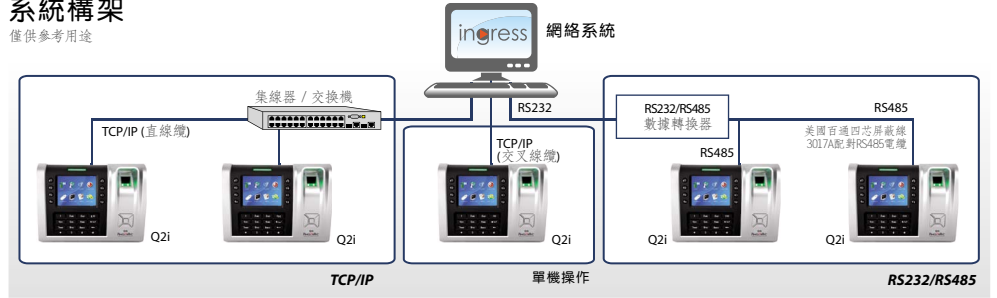 系統構架
僅供參考用途
ingress
網絡系統
集線器 / 交換機
TCP/IP (直線纜)
Q2i
Q2i
TCP/IP
TCP/IP
(交叉線纜)
Q2i
單機操作
RS232
RS232/RS485
數據轉換器
RS485
RS485
美國百通四芯屏蔽線
3017A配對RS485電纜
Q2i
Q2i
RS232/RS485